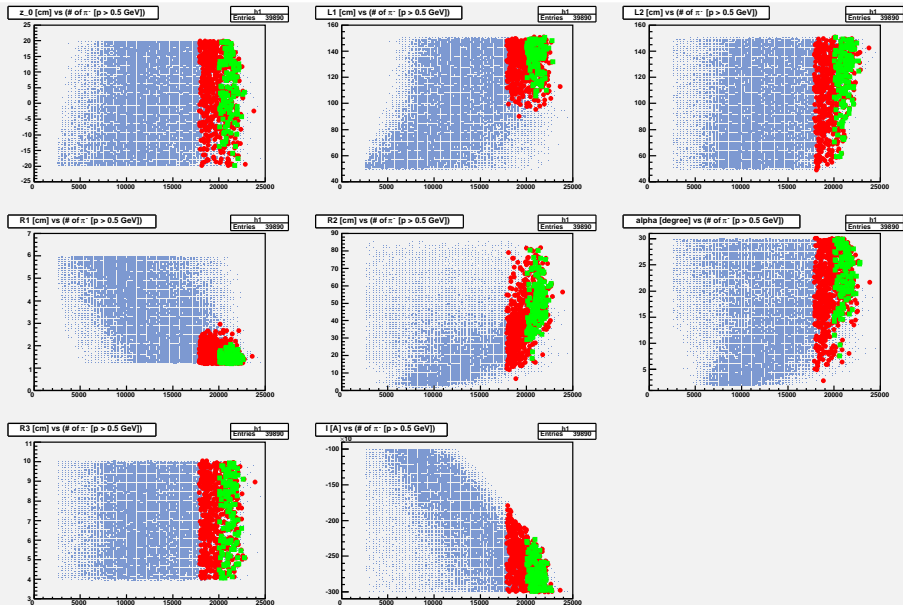 z_0 [cm] vs (# of π⁻ [p > 0.5 GeV])
h1
Entries 39890
20
15
10
5
0
-5
-10
-15
-20
-25
0 5000 10000 15000 20000 25000
L1 [cm] vs (# of π⁻ [p > 0.5 GeV])
h1
Entries 39890
160
140
120
100
80
60
40
0 5000 10000 15000 20000 25000
L2 [cm] vs (# of π⁻ [p > 0.5 GeV])
h1
Entries 39890
160
140
120
100
80
60
40
0 5000 10000 15000 20000 25000
R1 [cm] vs (# of π⁻ [p > 0.5 GeV])
h1
Entries 39890
7
6
5
4
3
2
1
0
0 5000 10000 15000 20000 25000
R2 [cm] vs (# of π⁻ [p > 0.5 GeV])
h1
Entries 39890
90
80
70
60
50
40
30
20
10
0
0 5000 10000 15000 20000 25000
alpha [degree] vs (# of π⁻ [p > 0.5 GeV])
h1
Entries 39890
30
25
20
15
10
5
0 5000 10000 15000 20000 25000
R3 [cm] vs (# of π⁻ [p > 0.5 GeV])
h1
Entries 39890
11
10
9
8
7
6
5
4
3
0 5000 10000 15000 20000 25000
I [A] vs (# of π⁻ [p > 0.5 GeV])
h1
Entries 39890
-100
-150
-200
-250
-300
0 5000 10000 15000 20000 25000